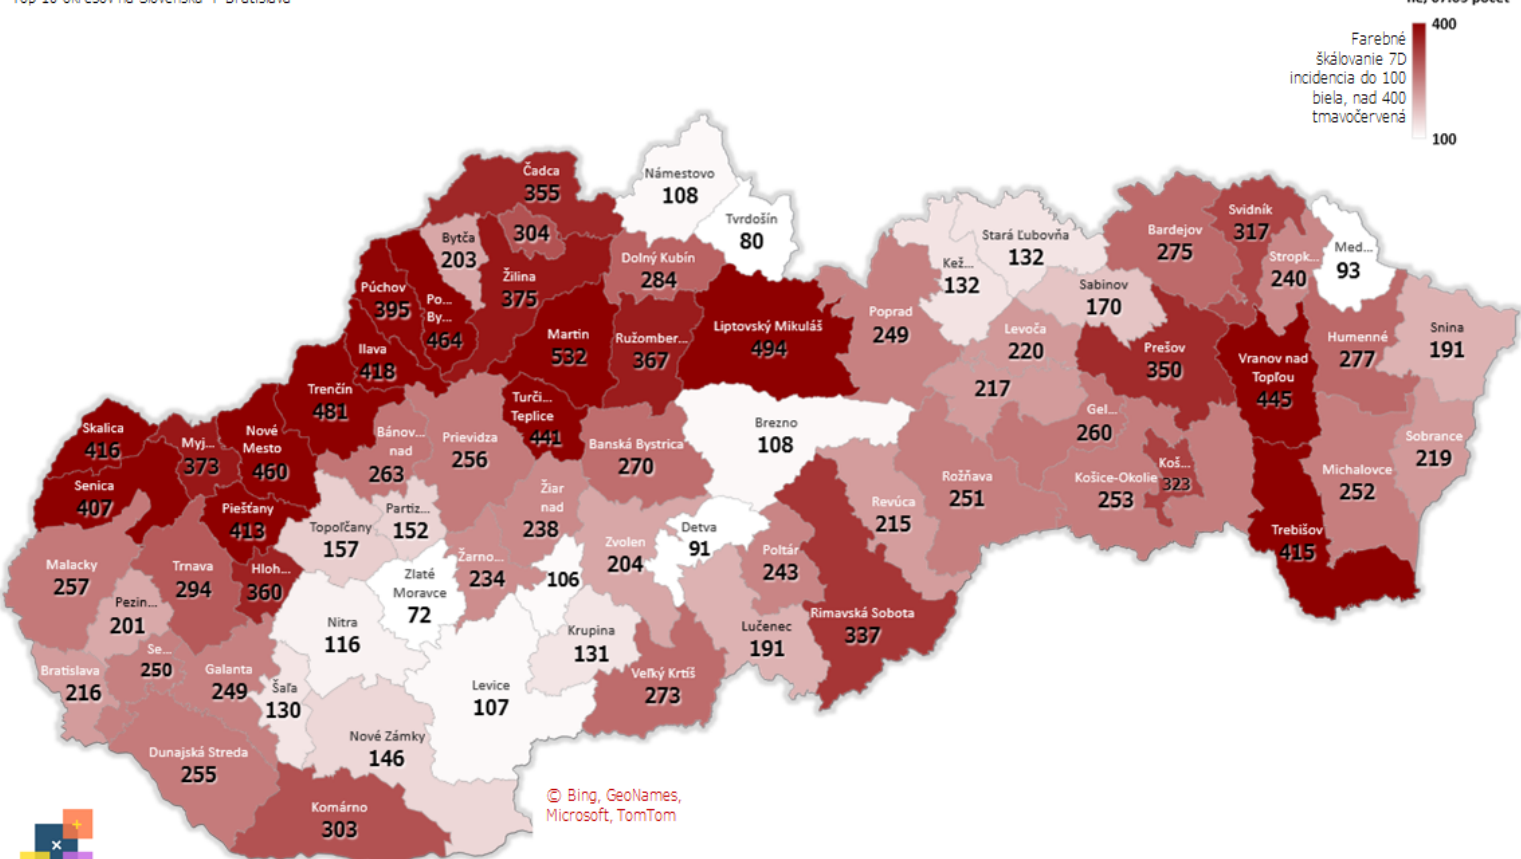 Top 10 okresov na Slovensku + Bratislava
400
Farebné
škálovanie 7D
incidencia do 100
biela, nad 400
tmavočervená
100
Čadca
355
Námestovo
108
Tvrdošín
80
Bytča
203
304
Žilina
375
Dolný Kubín
284
Púchov
395
Po...
By...
464
Ilava
418
Martin
532
Ružomber...
367
Liptovský Mikuláš
494
Poprad
249
Kež...
132
Stará Ľubovňa
132
Sabinov
170
Levoča
220
217
Bardejov
275
Svidník
317
Stropk...
240
Med...
93
Prešov
350
Vranov nad
Topľou
445
Humenné
277
Snina
191
Trenčín
481
Turči...
Teplice
441
Skalica
416
Myj...
373
Nové
Mesto
460
Bánov...
nad
263
Prievidza
256
Banská Bystrica
270
Brezno
108
Gel...
260
Koš...
323
Košice-Okolie
253
Rožňava
251
Michalovce
252
Sobrance
219
Senica
407
Piešťany
413
Topoľčany
157
Partiz...
152
Žiar
nad
238
Zvolen
204
Detva
91
Revúca
215
Trebišov
415
Malacky
257
Trnava
294
Hloh...
360
Zlaté
Moravce
72
Žarno...
234
106
Poltár
243
Rimavská Sobota
337
Pezin...
201
Nitra
116
Krupina
131
Lučenec
191
Bratislava
216
Se...
250
Galanta
249
Šaľa
130
Levice
107
Veľký Krtíš
273
Dunajská Streda
255
Nové Zámky
146
Komárno
303
© Bing, GeoNames,
Microsoft, TomTom